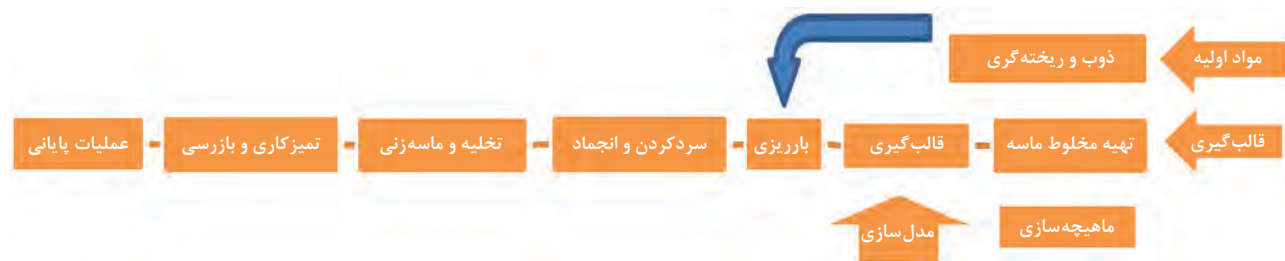 مواد اولیه
ذوب و ریخته‌گری
قالب‌گیری
تهیه مخلوط ماسه
قالب‌گیری
بارریزی
سردکردن و انجماد
تخلیه و ماسه‌زنی
تمیزکاری و بازرسی
عملیات پایانی
ماهیچه‌سازی
مدل‌سازی